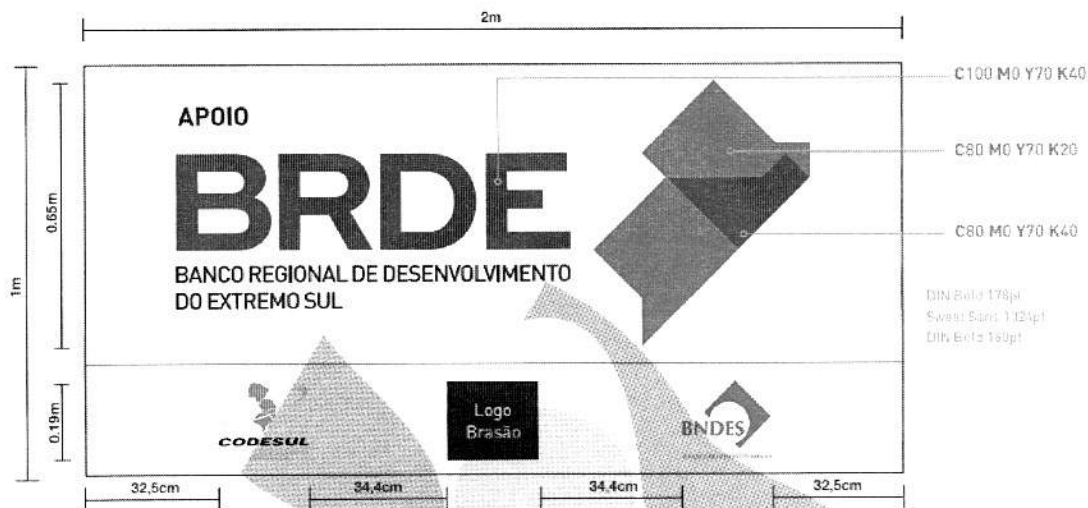 2m
1m
0.65m
0.19m
APOIO
BRDE
BANCO REGIONAL DE DESENVOLVIMENTO
DO EXTREMO SUL
C100 M0 Y70 K40
C80 M0 Y70 K20
C80 M0 Y70 K40
DIN Bold 178pt
Sweet Sans 1324pt
DIN Bold 160pt
CODESUL
Logo
Brasão
BNDES
32,5cm
34,4cm
34,4cm
32,5cm